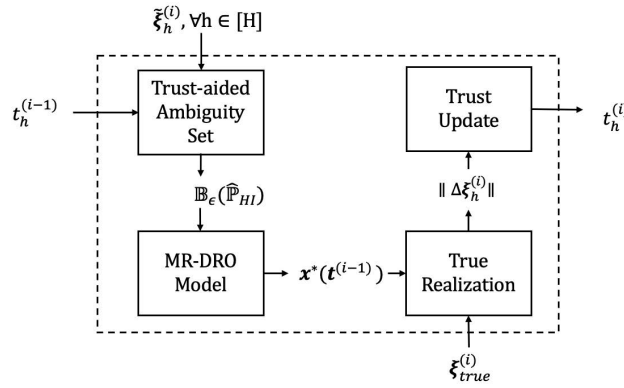 ξ̃_h^(i), ∀h ∈ [H]
t_h^(i−1)
Trust-aided
Ambiguity
Set
𝔹_ϵ(ℙ̂_HI)
MR-DRO
Model
x*(t^(i−1))
True
Realization
ξ_true^(i)
∥ Δξ_h^(i) ∥
Trust
Update
t_h^(i